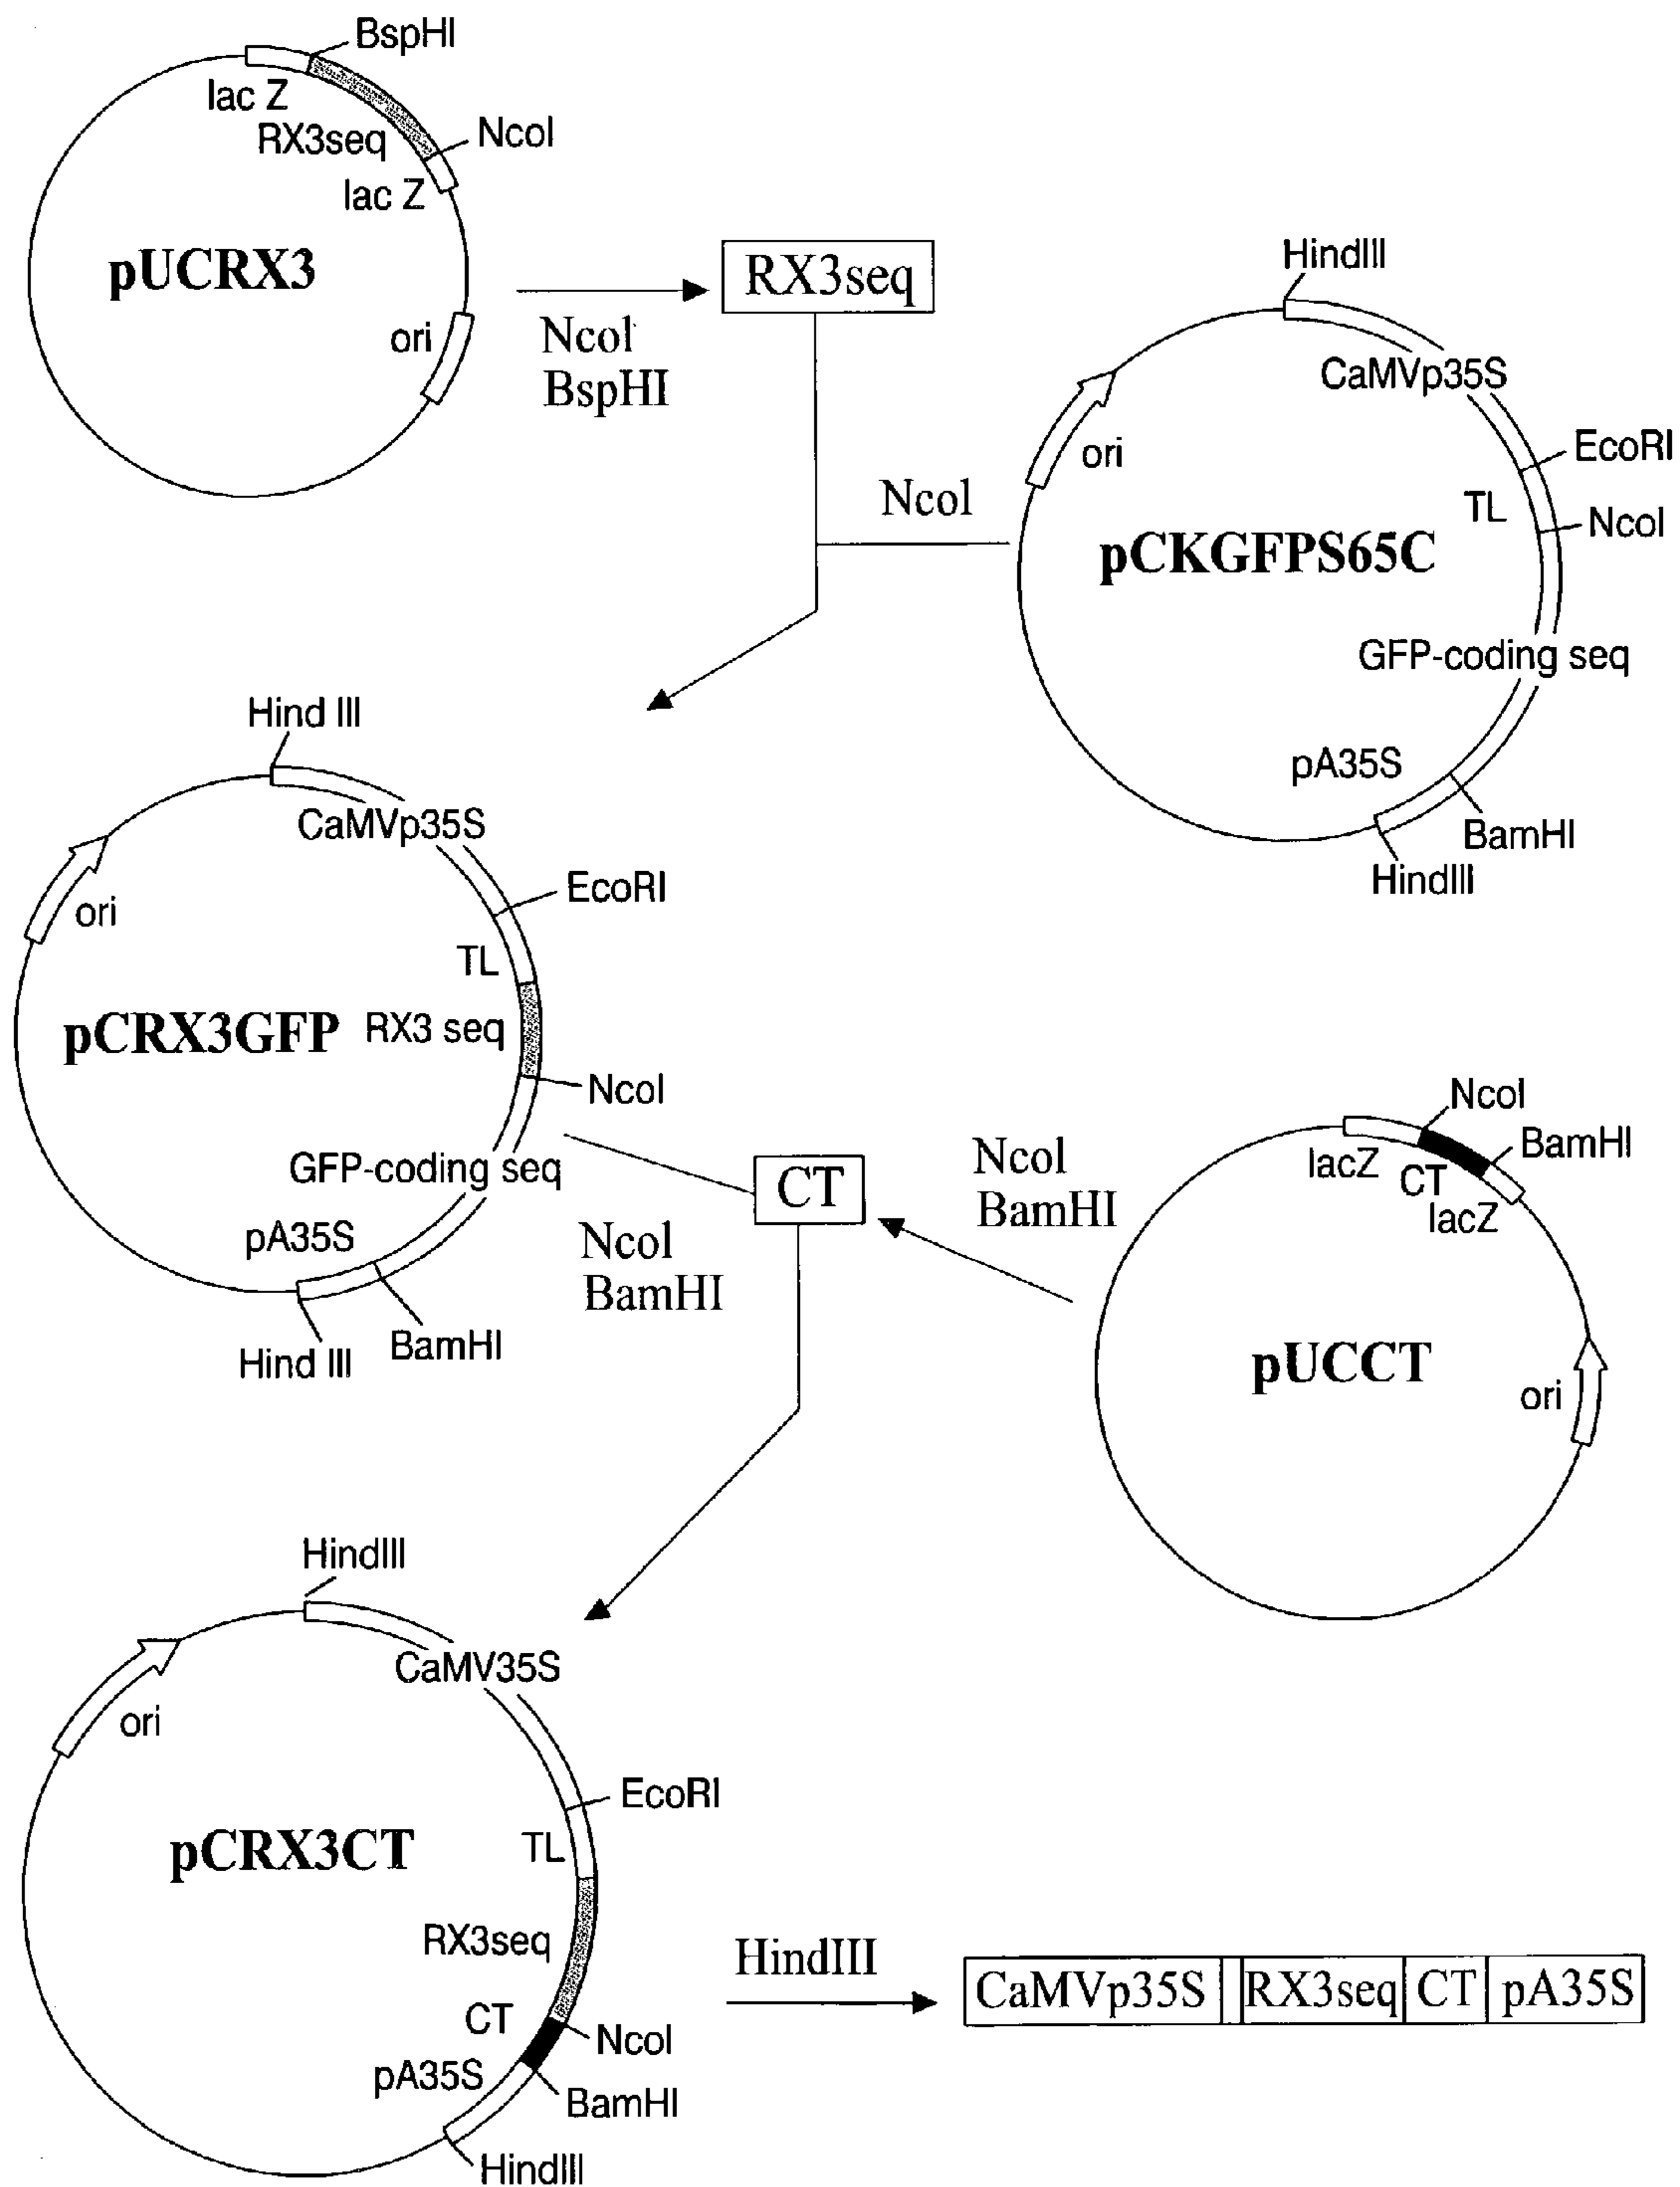 BspHI
lac Z
RX3seq
NcoI
lac Z
pUCRX3
ori
NcoI
BspHI
RX3seq
HindIII
CaMVp35S
EcoRI
ori
TL
NcoI
NcoI
pCKGFPS65C
GFP-coding seq
pA35S
BamHI
HindIII
Hind III
CaMVp35S
EcoRI
ori
TL
pCRX3GFP
RX3 seq
NcoI
GFP-coding seq
pA35S
BamHI
Hind III
NcoI
BamHI
CT
NcoI
BamHI
NcoI
BamHI
lacZ
CT
lacZ
pUCCT
ori
HindIII
CaMV35S
ori
EcoRI
TL
pCRX3CT
RX3seq
CT
NcoI
pA35S
BamHI
HindIII
HindIII
CaMVp35S RX3seq CT pA35S